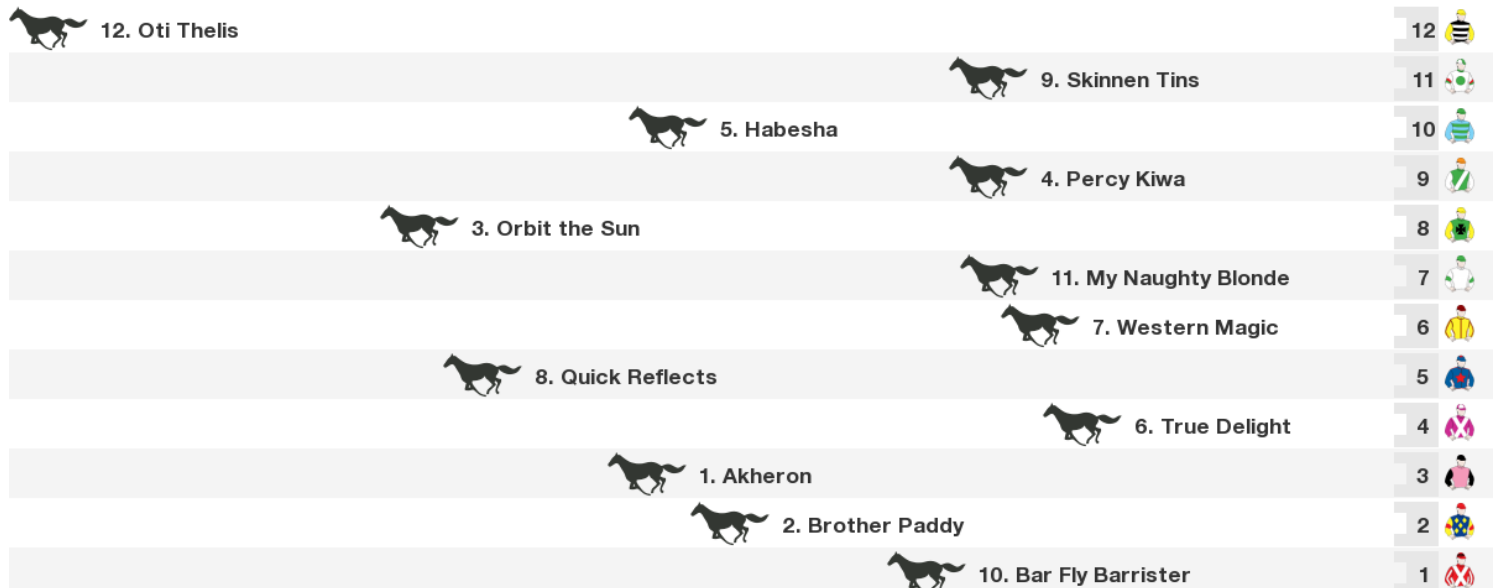 12. Oti Thelis 12
9. Skinnen Tins 11
5. Habesha 10
4. Percy Kiwa 9
3. Orbit the Sun 8
11. My Naughty Blonde 7
7. Western Magic 6
8. Quick Reflects 5
6. True Delight 4
1. Akheron 3
2. Brother Paddy 2
10. Bar Fly Barrister 1